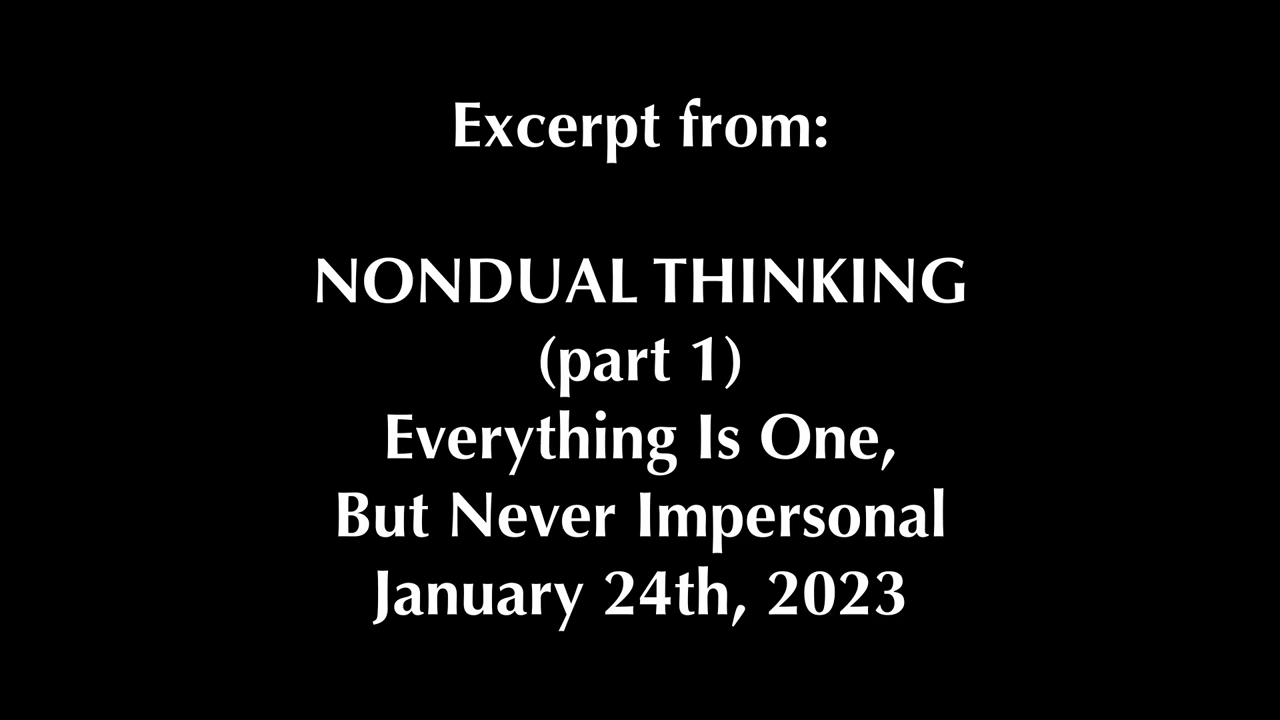 Excerpt from:
NONDUAL THINKING
(part 1)
Everything Is One,
But Never Impersonal
January 24th, 2023